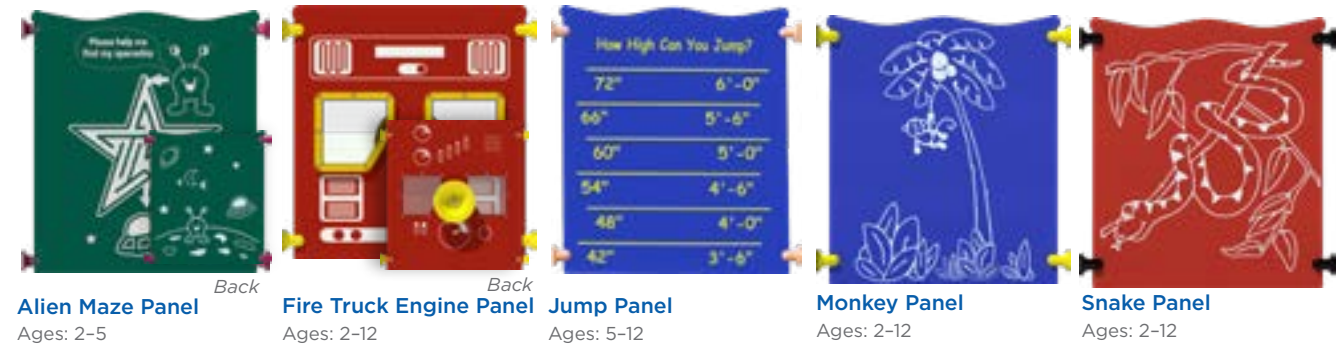 Please help me
find my spaceship
Back
Alien Maze Panel
Ages: 2–5
Back
Fire Truck Engine Panel
Ages: 2–12
How High Can You Jump?
72" 6'-0"
66" 5'-6"
60" 5'-0"
54" 4'-6"
48" 4'-0"
42" 3'-6"
Jump Panel
Ages: 5–12
Monkey Panel
Ages: 2–12
Snake Panel
Ages: 2–12